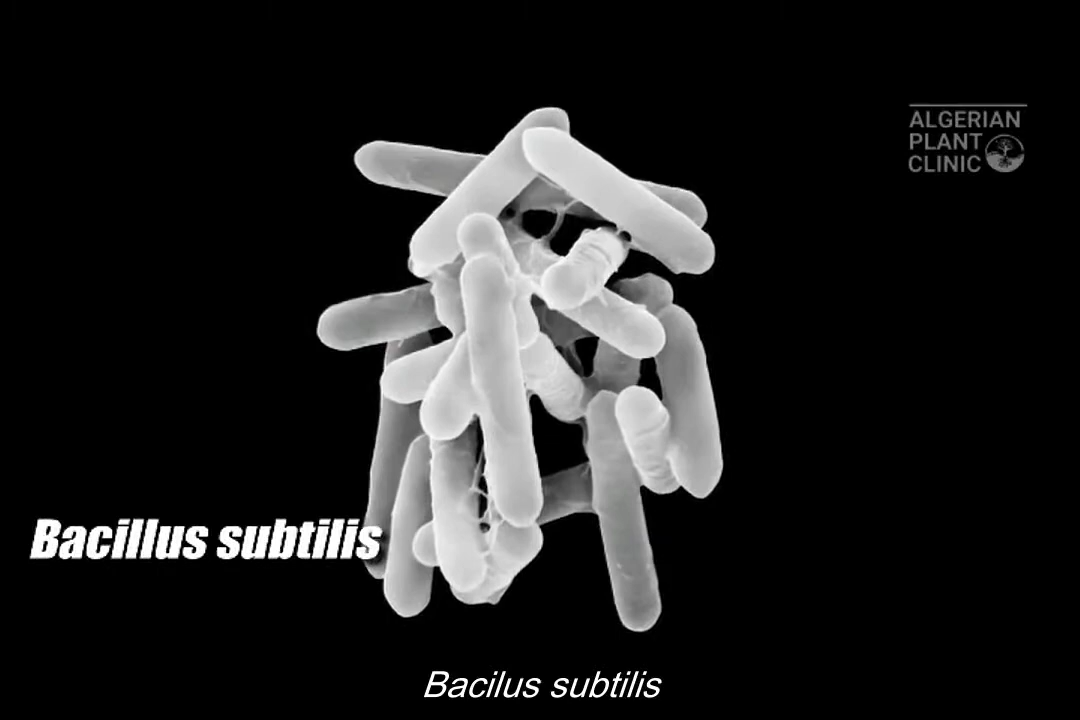 ALGERIAN
PLANT
CLINIC
Bacillus subtilis
Bacilus subtilis